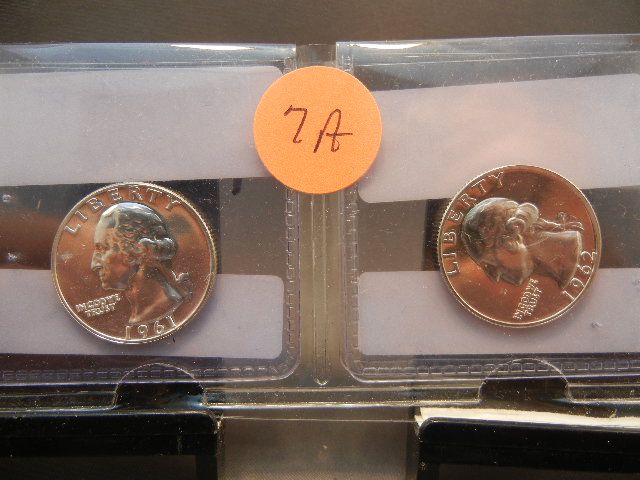 7A
LIBERTY
IN GOD WE
TRUST
1961
LIBERTY
IN GOD WE
TRUST
1962